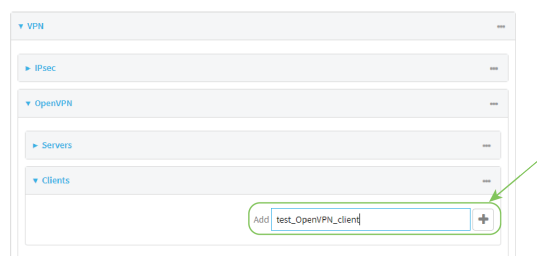 VPN
IPsec
OpenVPN
Servers
Clients
Add test_OpenVPN_client